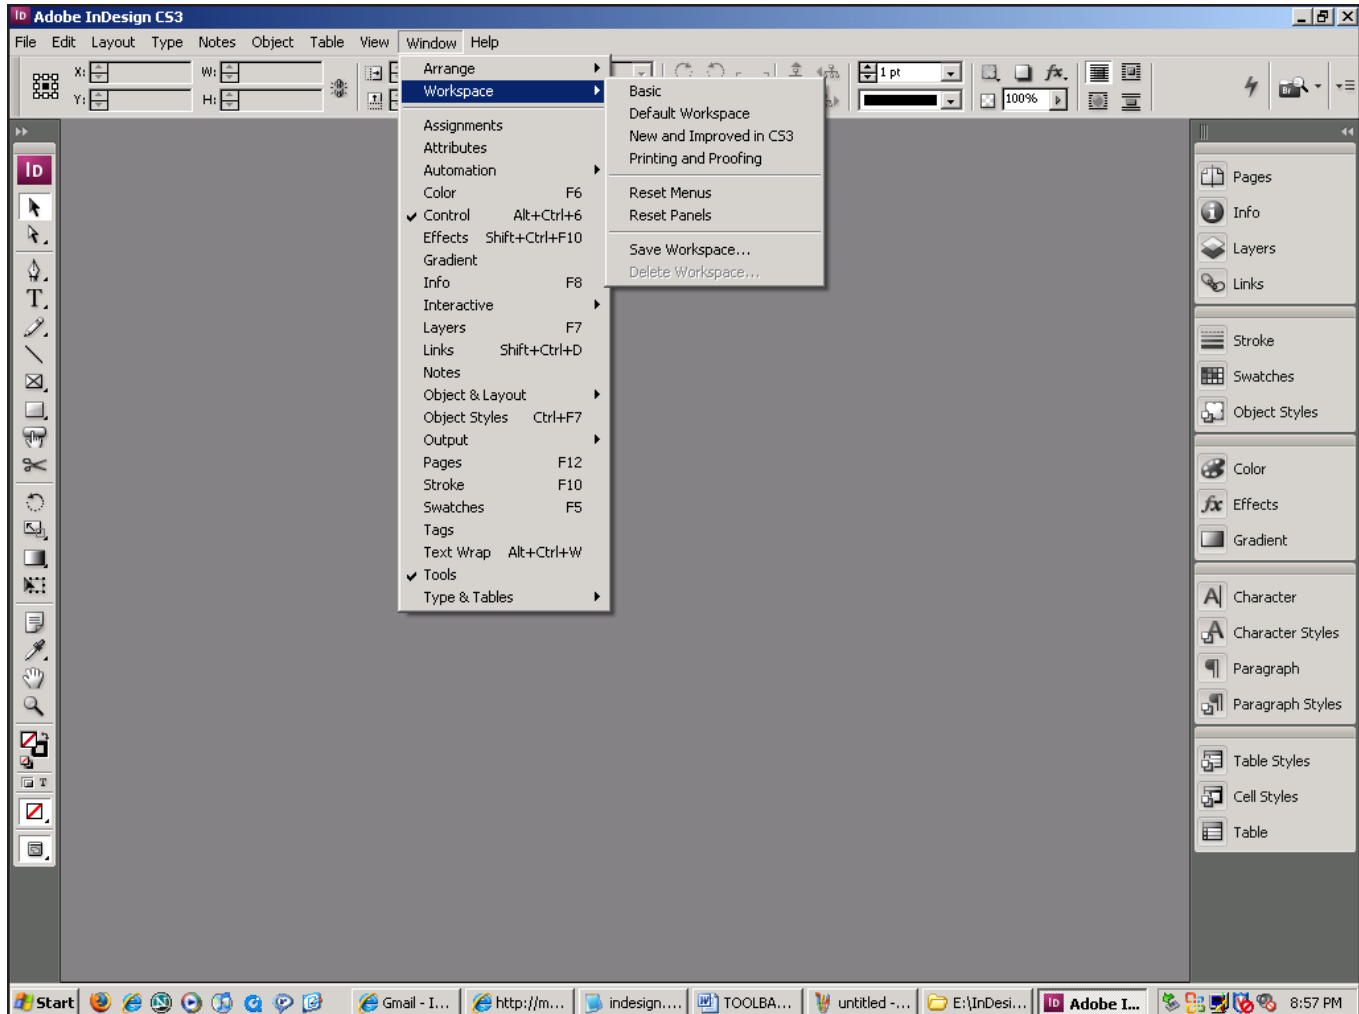 Adobe InDesign CS3
File Edit Layout Type Notes Object Table View Window Help
X:
W:
1 pt
Y:
H:
100%
Arrange
Workspace
Assignments
Attributes
Automation
Color F6
Control Alt+Ctrl+6
Effects Shift+Ctrl+F10
Gradient
Info F8
Interactive
Layers F7
Links Shift+Ctrl+D
Notes
Object & Layout
Object Styles Ctrl+F7
Output
Pages F12
Stroke F10
Swatches F5
Tags
Text Wrap Alt+Ctrl+W
Tools
Type & Tables
Basic
Default Workspace
New and Improved in CS3
Printing and Proofing
Reset Menus
Reset Panels
Save Workspace...
Delete Workspace...
Pages
Info
Layers
Links
Stroke
Swatches
Object Styles
Color
Effects
Gradient
Character
Character Styles
Paragraph
Paragraph Styles
Table Styles
Cell Styles
Table
Start
Gmail - I...
http://m...
indesign....
TOOLBA...
untitled -...
E:\InDesi...
Adobe I...
8:57 PM